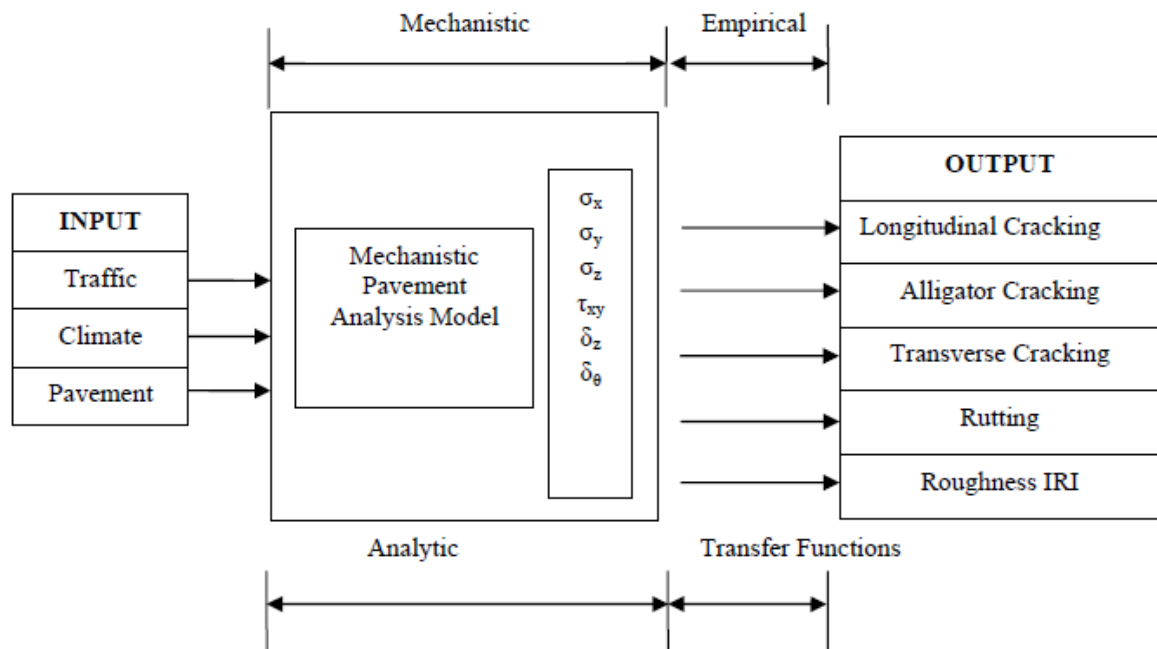 Mechanistic
Empirical
INPUT
Traffic
Climate
Pavement
Mechanistic
Pavement
Analysis Model
σx
σy
σz
τxy
δz
δθ
OUTPUT
Longitudinal Cracking
Alligator Cracking
Transverse Cracking
Rutting
Roughness IRI
Analytic
Transfer Functions